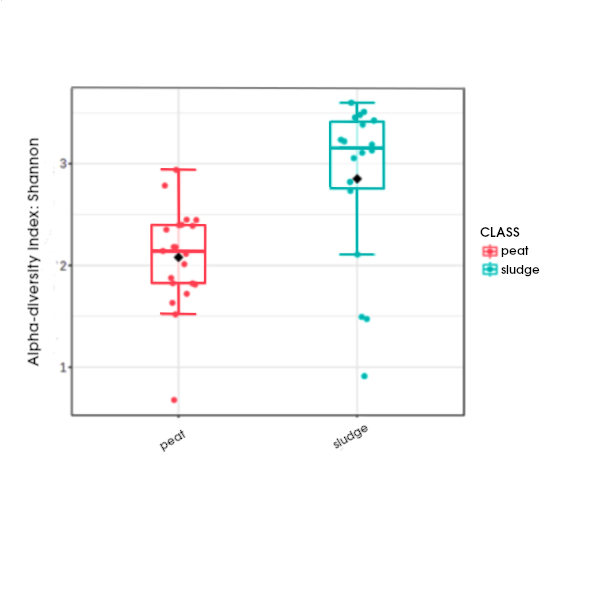 Alpha-diversity Index: Shannon
3
2
1
peat
sludge
CLASS
peat
sludge